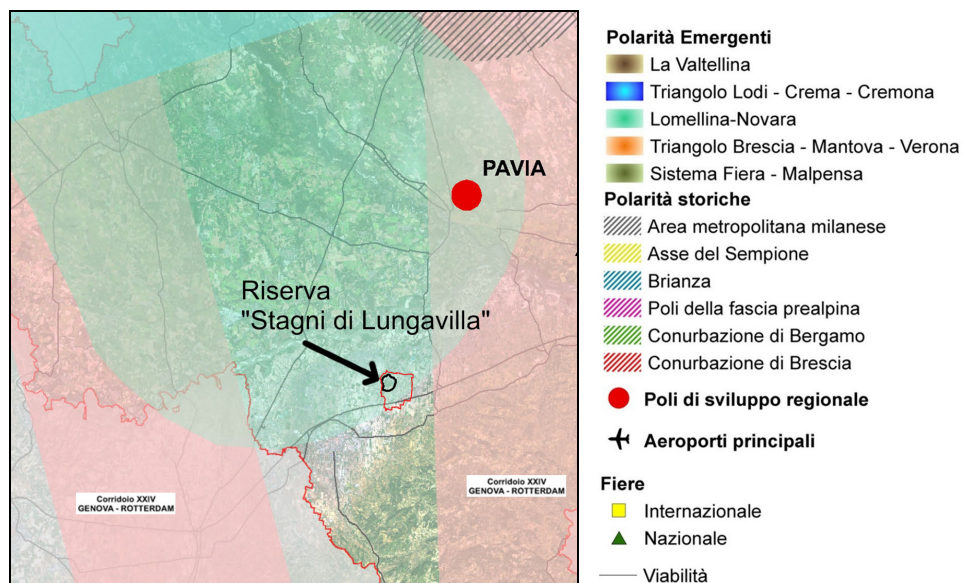 PAVIA
Riserva
"Stagni di Lungavilla"
Corridoio XXIV
GENOVA - ROTTERDAM
Corridoio XXIV
GENOVA - ROTTERDAM
Polarità Emergenti
La Valtellina
Triangolo Lodi - Crema - Cremona
Lomellina-Novara
Triangolo Brescia - Mantova - Verona
Sistema Fiera - Malpensa
Polarità storiche
Area metropolitana milanese
Asse del Sempione
Brianza
Poli della fascia prealpina
Conurbazione di Bergamo
Conurbazione di Brescia
Poli di sviluppo regionale
Aeroporti principali
Fiere
Internazionale
Nazionale
Viabilità